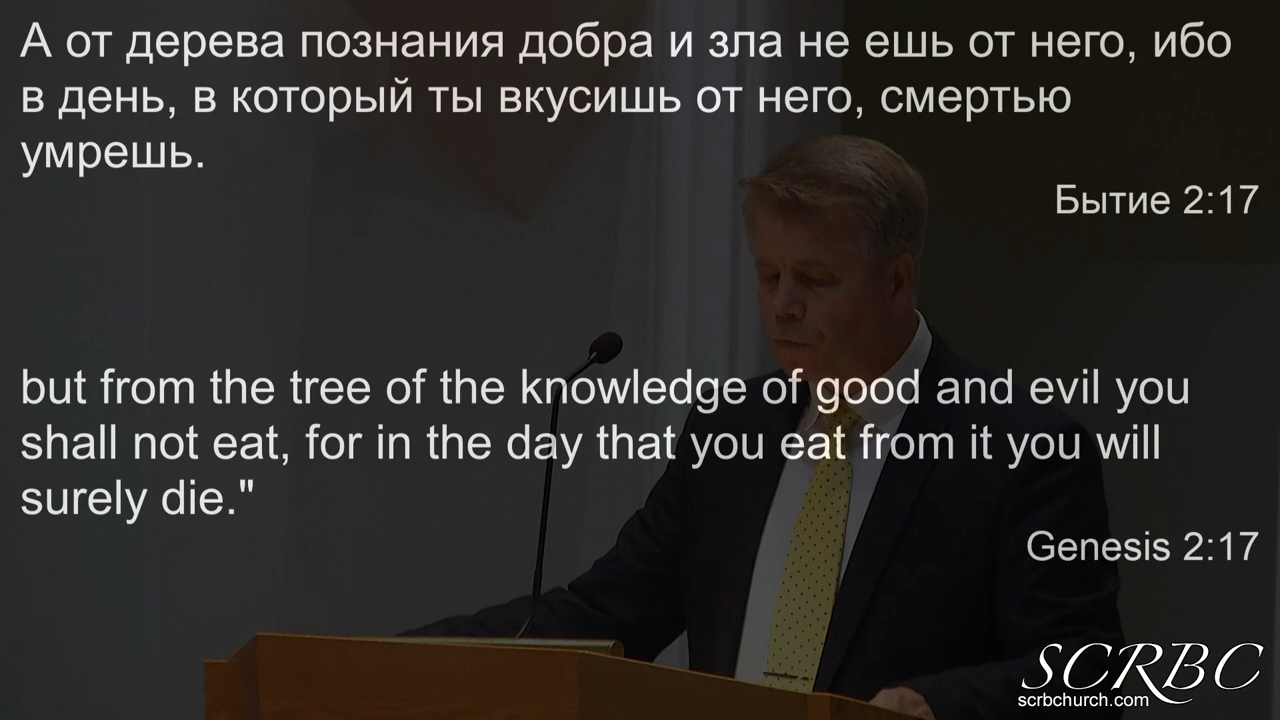 А от дерева познания добра и зла не ешь от него, ибо
в день, в который ты вкусишь от него, смертью
умрешь.
Бытие 2:17
but from the tree of the knowledge of good and evil you
shall not eat, for in the day that you eat from it you will
surely die."
Genesis 2:17
SCRBC
scrbchurch.com